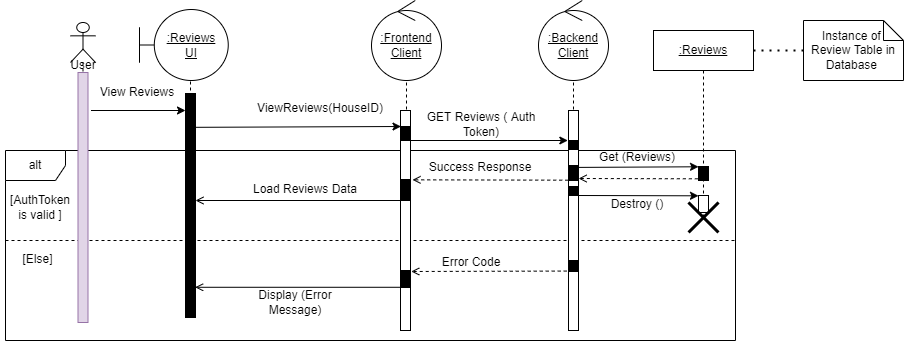 :Reviews
UI
:Frontend
Client
:Backend
Client
:Reviews
Instance of
Review Table in
Database
User
View Reviews
ViewReviews(HouseID)
GET Reviews ( Auth
Token)
alt
Get (Reviews)
Success Response
Load Reviews Data
[AuthToken
is valid ]
Destroy ()
[Else]
Error Code
Display (Error
Message)